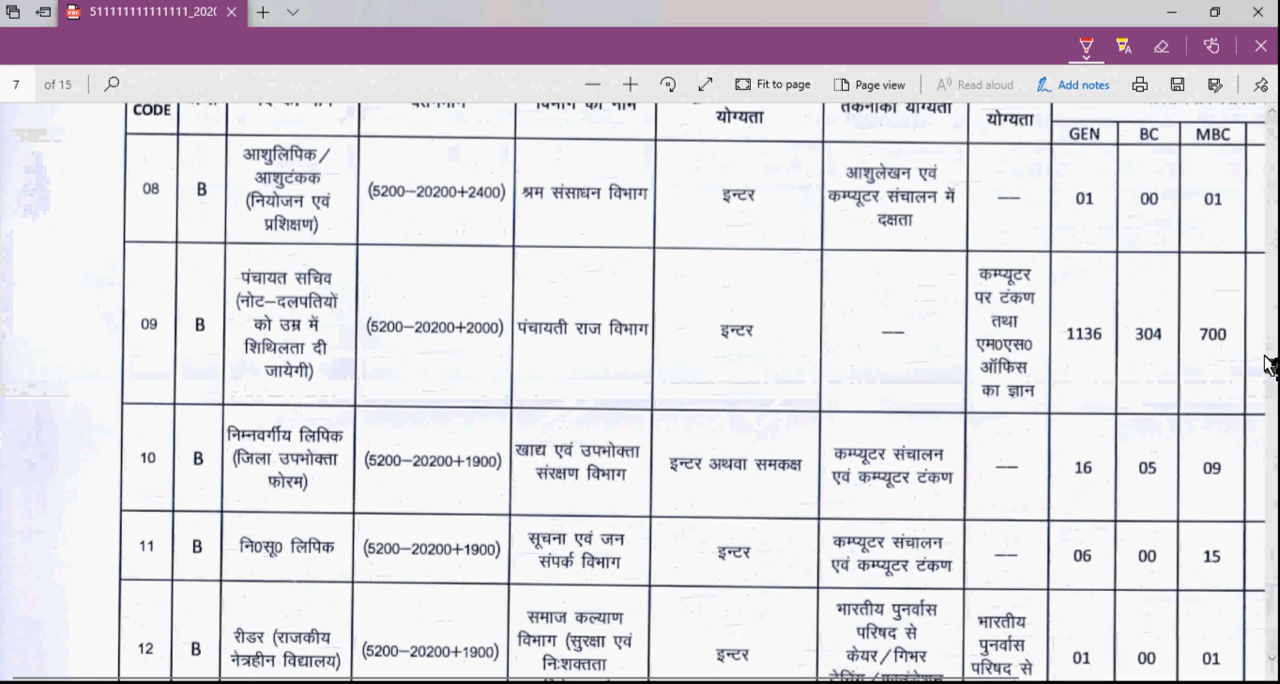 511111111111111_2020
7 of 15
Fit to page
Page view
Read aloud
Add notes
CODE
योग्यता
तकनीकी योग्यता
योग्यता
GEN BC MBC
08 B आशुलिपिक/ आशुटंकक (नियोजन एवं प्रशिक्षण) (5200–20200+2400) श्रम संसाधन विभाग इन्टर आशुलेखन एवं कम्प्यूटर संचालन में दक्षता –– 01 00 01
09 B पंचायत सचिव (नोट–दलपतियों को उम्र में शिथिलता दी जायेगी) (5200–20200+2000) पंचायती राज विभाग इन्टर –– कम्प्यूटर पर टंकण तथा एम0एस0 ऑफिस का ज्ञान 1136 304 700
10 B निम्नवर्गीय लिपिक (जिला उपभोक्ता फोरम) (5200–20200+1900) खाद्य एवं उपभोक्ता संरक्षण विभाग इन्टर अथवा समकक्ष कम्प्यूटर संचालन एवं कम्प्यूटर टंकण –– 16 05 09
11 B नि0सू0 लिपिक (5200–20200+1900) सूचना एवं जन संपर्क विभाग इन्टर कम्प्यूटर संचालन एवं कम्प्यूटर टंकण –– 06 00 15
12 B रीडर (राजकीय नेत्रहीन विद्यालय) (5200–20200+1900) समाज कल्याण विभाग (सुरक्षा एवं निःशक्तता इन्टर भारतीय पुनर्वास परिषद से केयर/गिभर भारतीय पुनर्वास परिषद से 01 00 01